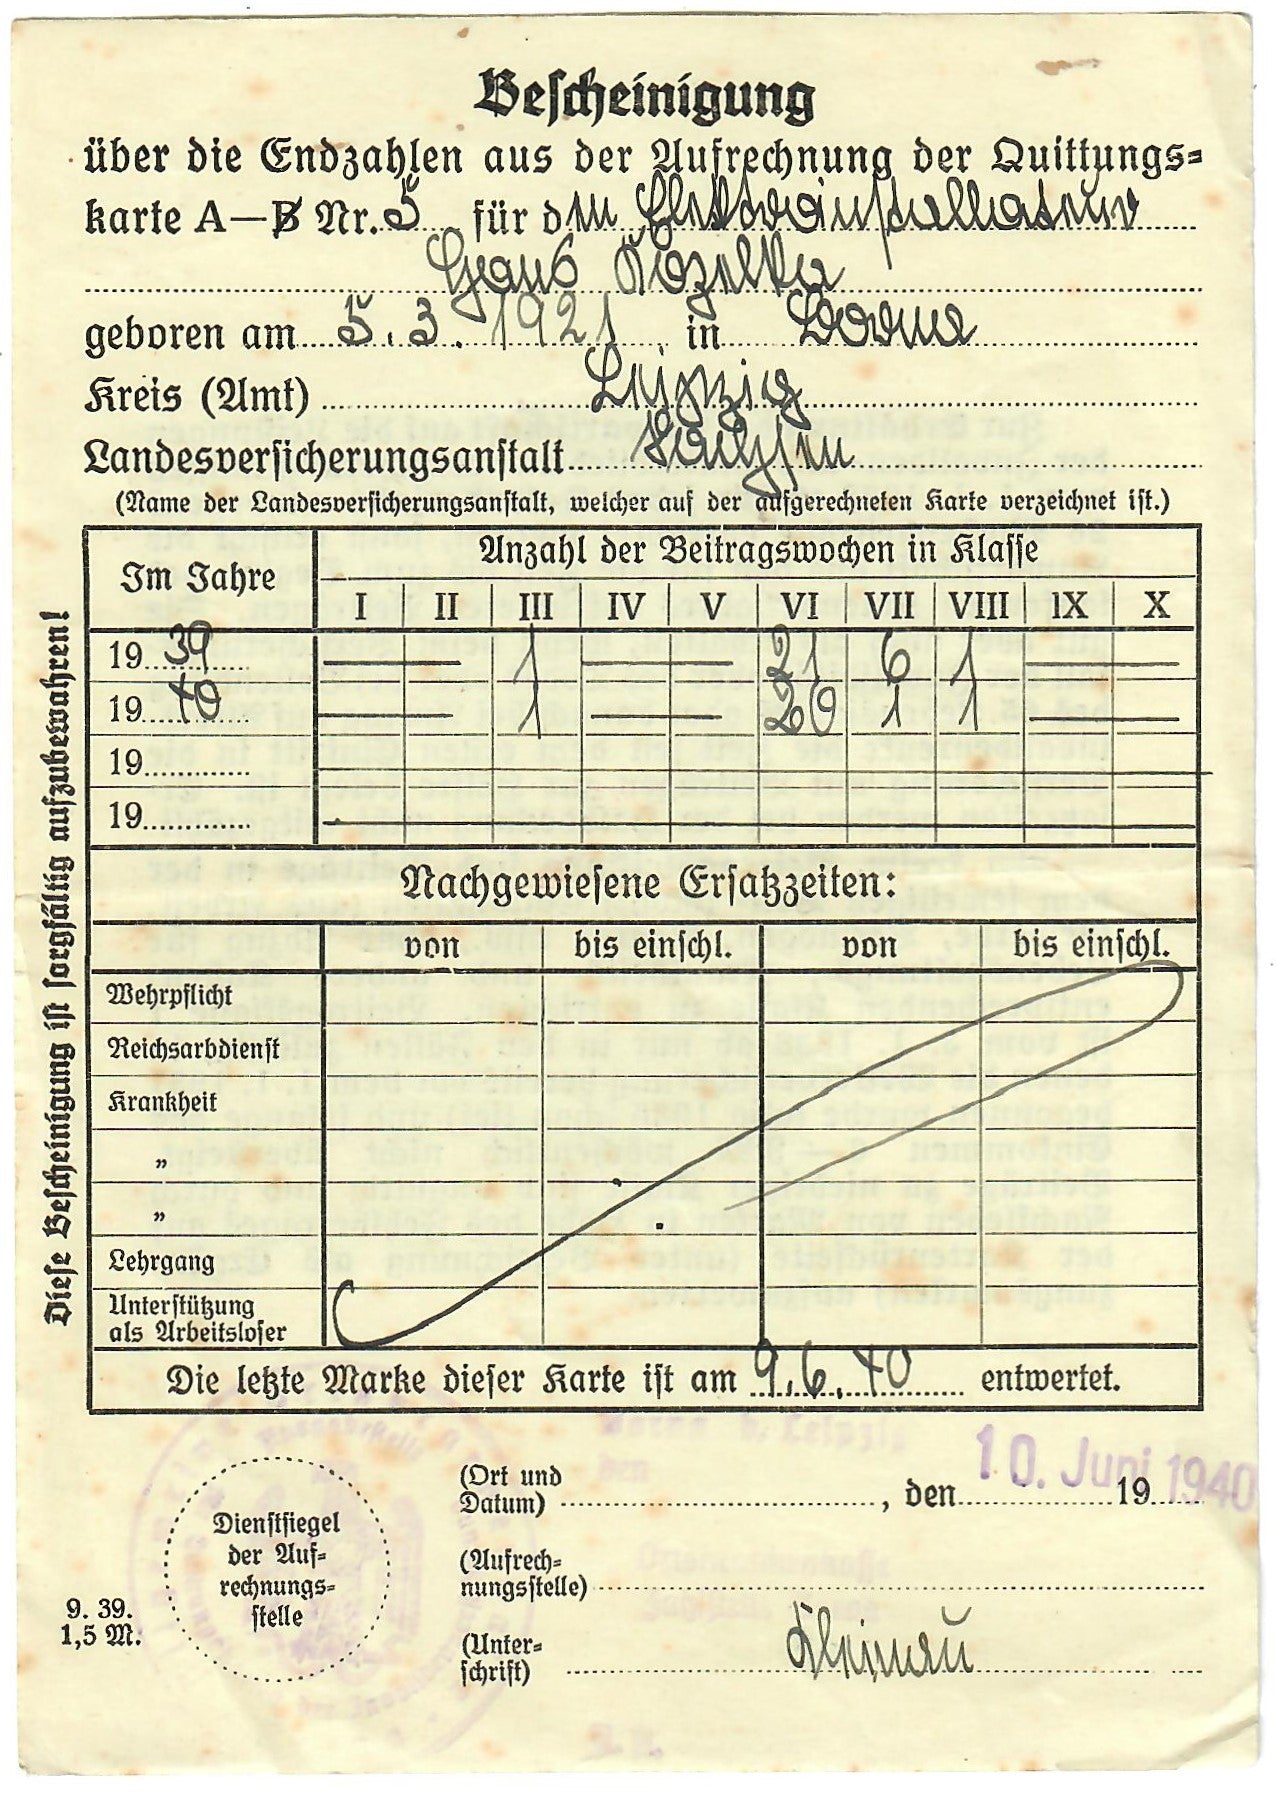 Bescheinigung
über die Endzahlen aus der Aufrechnung der Quittungs-
karte A—B Nr. 5 für den Elektroinstallateur
Hans Kozelka
geboren am 5.3.1921 in Borna
Kreis (Amt) Leipzig
Landesversicherungsanstalt Sachsen
(Name der Landesversicherungsanstalt, welcher auf der aufgerechneten Karte verzeichnet ist.)
Im Jahre Anzahl der Beitragswochen in Klasse
I II III IV V VI VII VIII IX X
19 39 — — 1 — — 21 6 1 — —
19 40 — — 1 — — 20 1 1 — —
19
19
Nachgewiesene Ersatzzeiten:
von bis einschl. von bis einschl.
Wehrpflicht
Reichsarbdienst
Krankheit
„
„
Lehrgang
Unterstützung
als Arbeitsloser
Die letzte Marke dieser Karte ist am 9.6.40 entwertet.
Diese Bescheinigung ist sorgfältig aufzubewahren!
Borna b. Leipzig
(Ort und
Datum) , den 10. Juni 1940 19
Dienstsiegel
der Auf-
rechnungs-
stelle
(Aufrech-
nungsstelle)
(Unter-
schrift)
9. 39.
1,5 M.